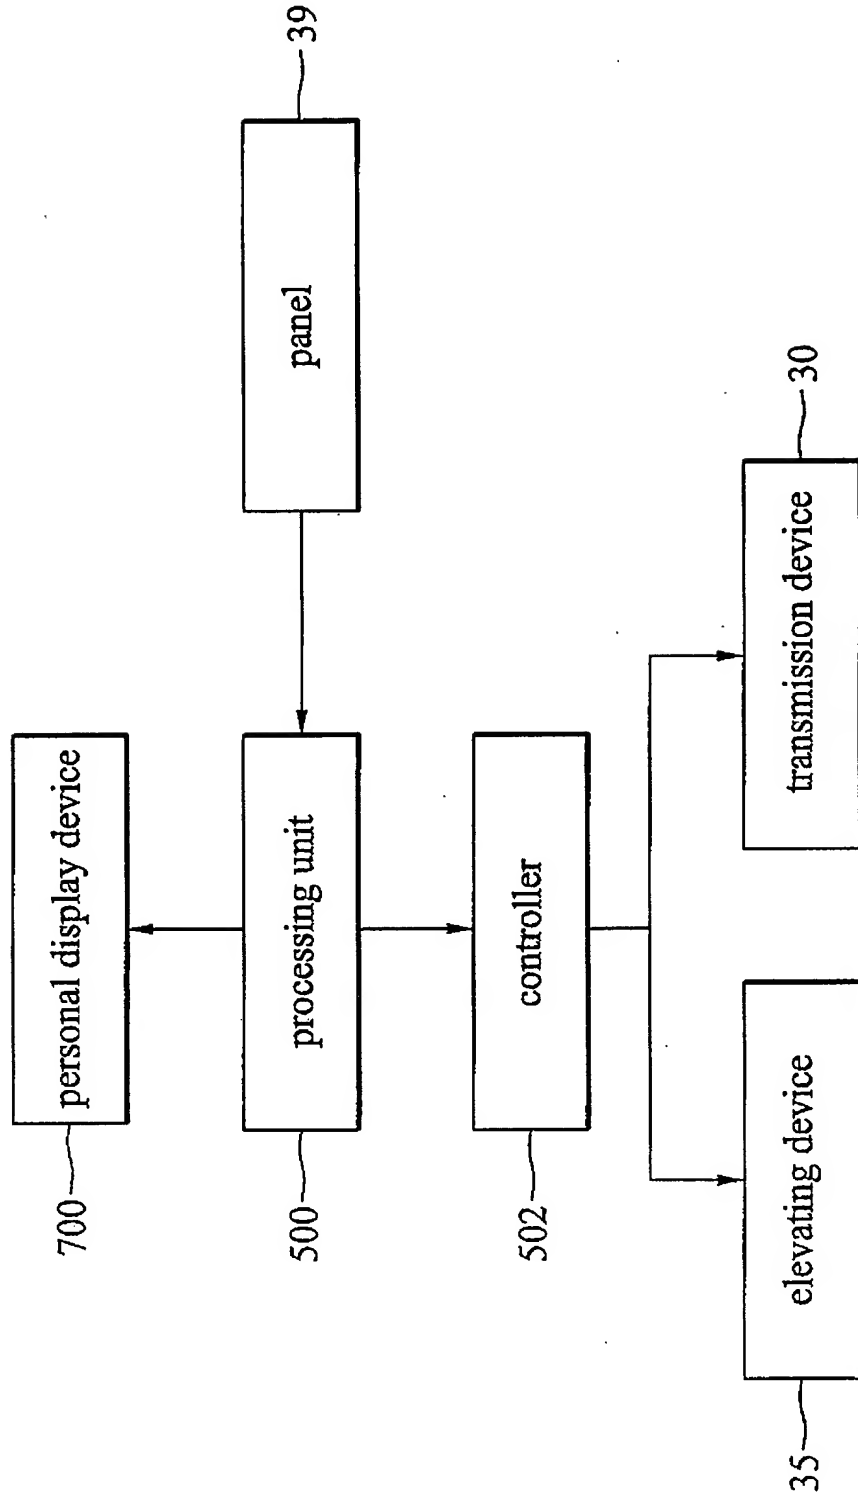 personal display device
700
processing unit
500
panel
39
controller
502
elevating device
35
transmission device
30